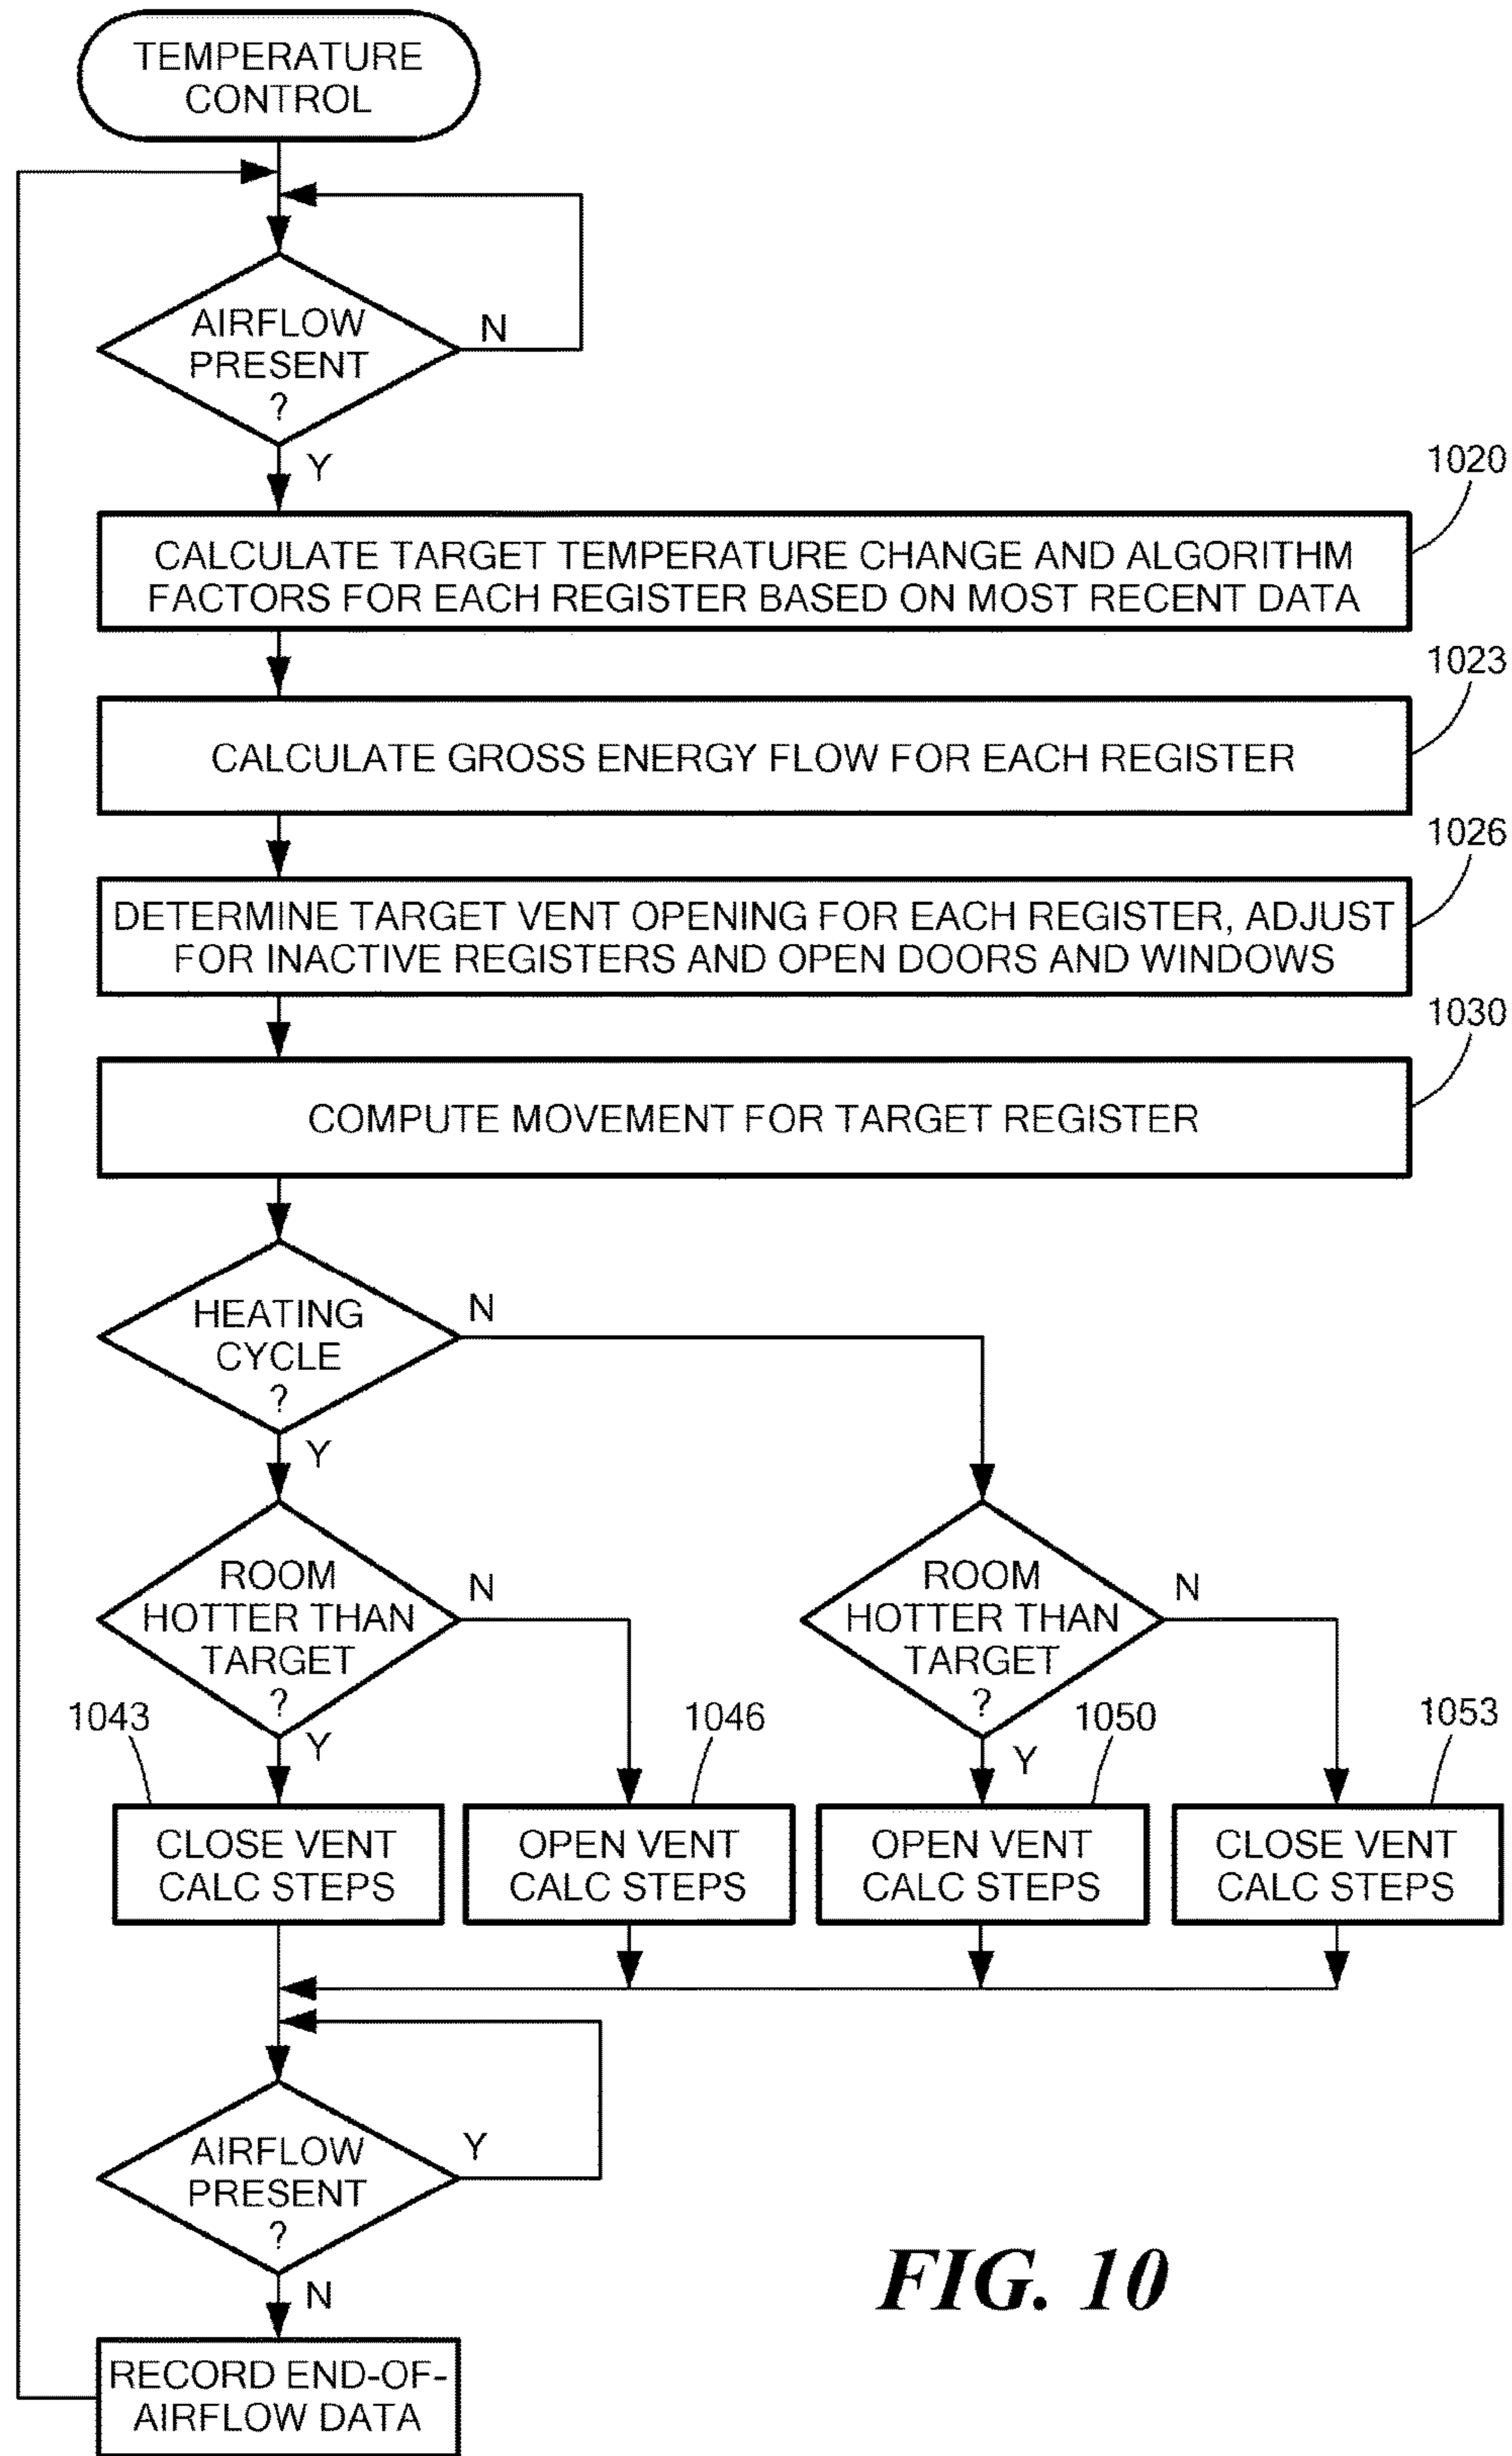 TEMPERATURE
CONTROL
AIRFLOW
PRESENT
?
N
Y
1020
CALCULATE TARGET TEMPERATURE CHANGE AND ALGORITHM
FACTORS FOR EACH REGISTER BASED ON MOST RECENT DATA
1023
CALCULATE GROSS ENERGY FLOW FOR EACH REGISTER
1026
DETERMINE TARGET VENT OPENING FOR EACH REGISTER, ADJUST
FOR INACTIVE REGISTERS AND OPEN DOORS AND WINDOWS
1030
COMPUTE MOVEMENT FOR TARGET REGISTER
HEATING
CYCLE
?
N
Y
ROOM
HOTTER THAN
TARGET
?
N
Y
ROOM
HOTTER THAN
TARGET
?
N
Y
1043
CLOSE VENT
CALC STEPS
1046
OPEN VENT
CALC STEPS
1050
OPEN VENT
CALC STEPS
1053
CLOSE VENT
CALC STEPS
AIRFLOW
PRESENT
?
Y
N
RECORD END-OF-
AIRFLOW DATA
FIG. 10